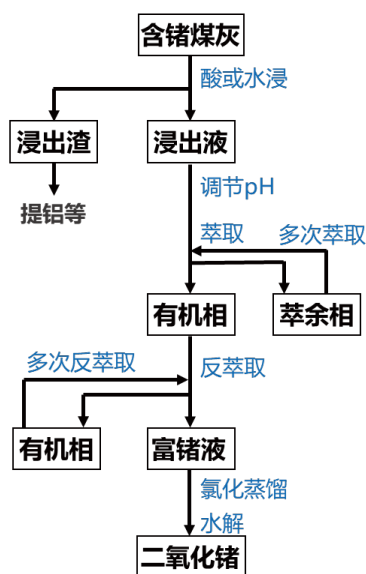 含锗煤灰
酸或水浸
浸出渣
浸出液
提铝等
调节pH
萃取
多次萃取
有机相
萃余相
多次反萃取
反萃取
有机相
富锗液
氯化蒸馏
水解
二氧化锗